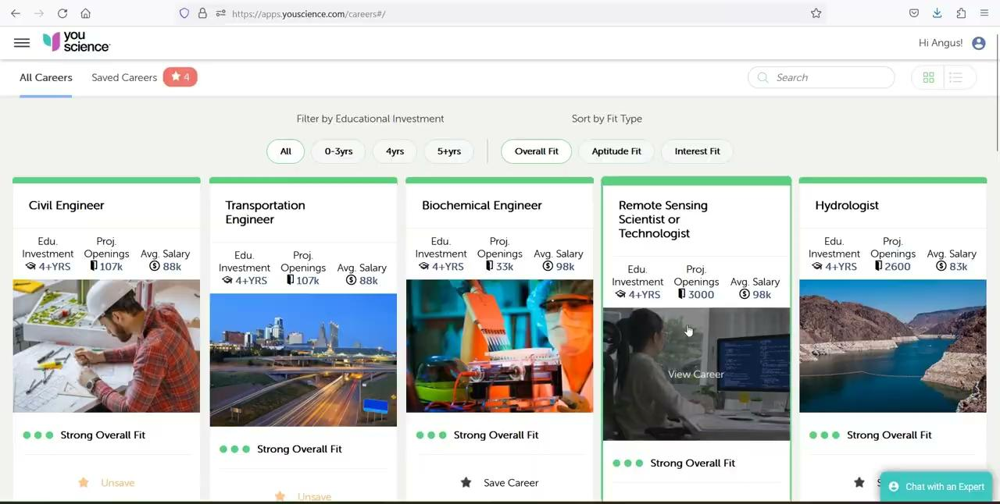 https://apps.youscience.com/careers#/
you
science
Hi Angus!
All Careers
Saved Careers
4
Search
Filter by Educational Investment
Sort by Fit Type
All
0-3yrs
4yrs
5+yrs
Overall Fit
Aptitude Fit
Interest Fit
Civil Engineer
Edu. Investment
4+YRS
Proj. Openings
107k
Avg. Salary
88k
Strong Overall Fit
Unsave
Transportation
Engineer
Edu. Investment
4+YRS
Proj. Openings
107k
Avg. Salary
88k
Strong Overall Fit
Unsave
Biochemical Engineer
Edu. Investment
4+YRS
Proj. Openings
33k
Avg. Salary
98k
Strong Overall Fit
Save Career
Remote Sensing
Scientist or
Technologist
Edu. Investment
4+YRS
Proj. Openings
3000
Avg. Salary
98k
View Career
Strong Overall Fit
Hydrologist
Edu. Investment
4+YRS
Proj. Openings
2600
Avg. Salary
83k
Strong Overall Fit
Chat with an Expert